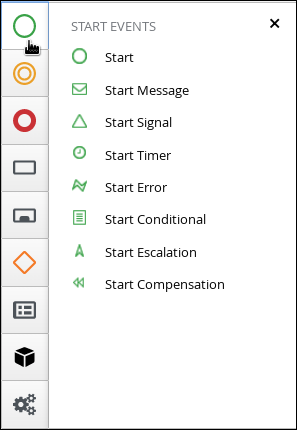 START EVENTS
Start
Start Message
Start Signal
Start Timer
Start Error
Start Conditional
Start Escalation
Start Compensation